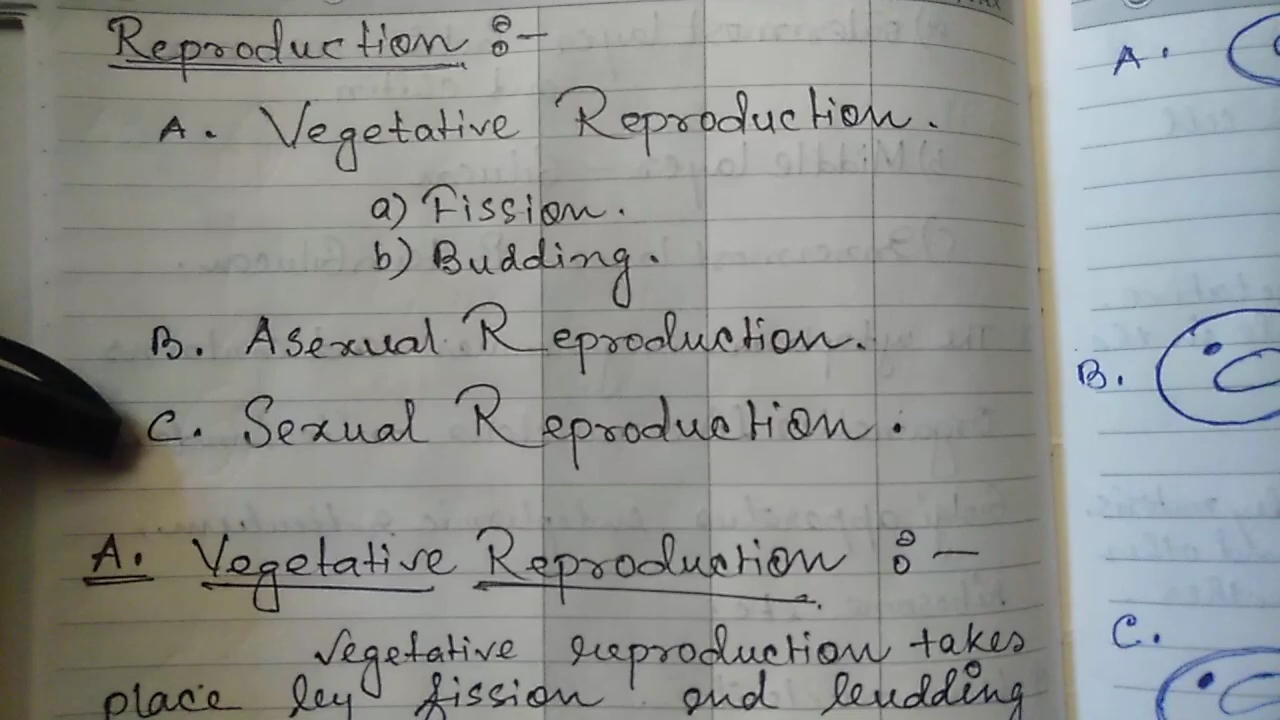 Reproduction :-
A. Vegetative Reproduction.
a) Fission.
b) Budding.
B. Asexual Reproduction.
C. Sexual Reproduction.
A. Vegetative Reproduction :-
Vegetative reproduction takes
place by fission and budding
A.
B.
C.